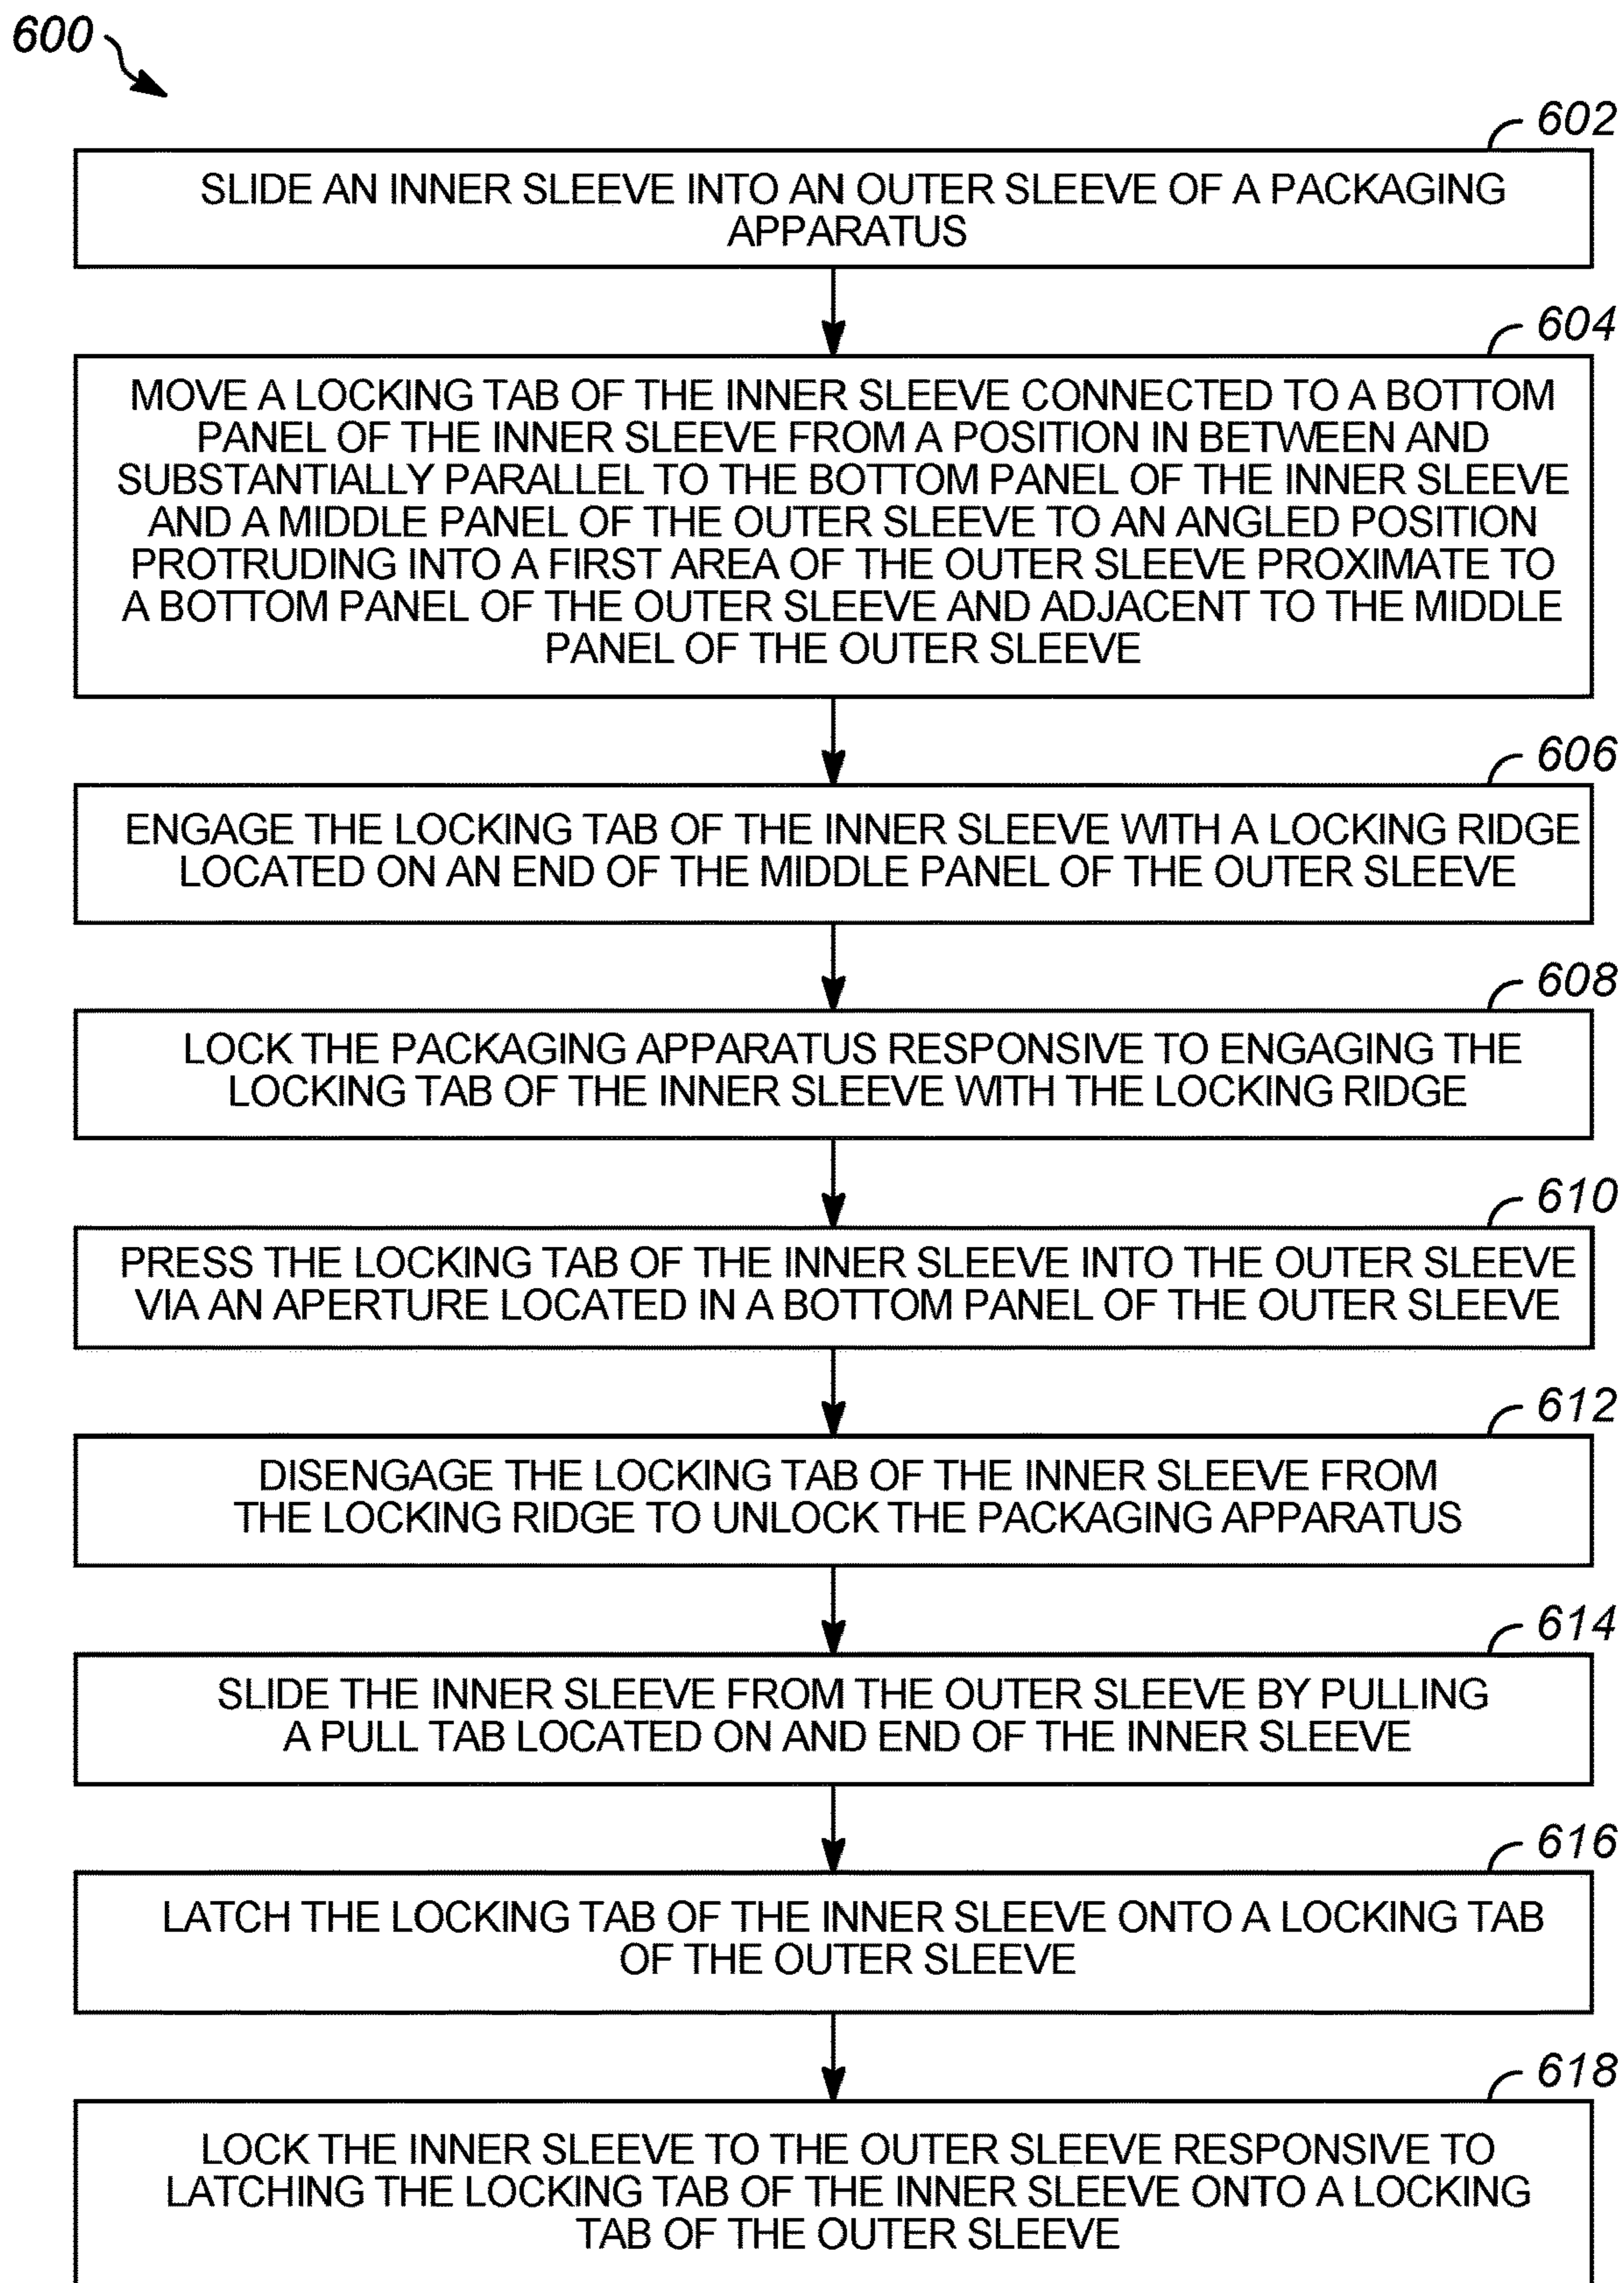 600
602
SLIDE AN INNER SLEEVE INTO AN OUTER SLEEVE OF A PACKAGING
APPARATUS
604
MOVE A LOCKING TAB OF THE INNER SLEEVE CONNECTED TO A BOTTOM
PANEL OF THE INNER SLEEVE FROM A POSITION IN BETWEEN AND
SUBSTANTIALLY PARALLEL TO THE BOTTOM PANEL OF THE INNER SLEEVE
AND A MIDDLE PANEL OF THE OUTER SLEEVE TO AN ANGLED POSITION
PROTRUDING INTO A FIRST AREA OF THE OUTER SLEEVE PROXIMATE TO
A BOTTOM PANEL OF THE OUTER SLEEVE AND ADJACENT TO THE MIDDLE
PANEL OF THE OUTER SLEEVE
606
ENGAGE THE LOCKING TAB OF THE INNER SLEEVE WITH A LOCKING RIDGE
LOCATED ON AN END OF THE MIDDLE PANEL OF THE OUTER SLEEVE
608
LOCK THE PACKAGING APPARATUS RESPONSIVE TO ENGAGING THE
LOCKING TAB OF THE INNER SLEEVE WITH THE LOCKING RIDGE
610
PRESS THE LOCKING TAB OF THE INNER SLEEVE INTO THE OUTER SLEEVE
VIA AN APERTURE LOCATED IN A BOTTOM PANEL OF THE OUTER SLEEVE
612
DISENGAGE THE LOCKING TAB OF THE INNER SLEEVE FROM
THE LOCKING RIDGE TO UNLOCK THE PACKAGING APPARATUS
614
SLIDE THE INNER SLEEVE FROM THE OUTER SLEEVE BY PULLING
A PULL TAB LOCATED ON AND END OF THE INNER SLEEVE
616
LATCH THE LOCKING TAB OF THE INNER SLEEVE ONTO A LOCKING TAB
OF THE OUTER SLEEVE
618
LOCK THE INNER SLEEVE TO THE OUTER SLEEVE RESPONSIVE TO
LATCHING THE LOCKING TAB OF THE INNER SLEEVE ONTO A LOCKING
TAB OF THE OUTER SLEEVE